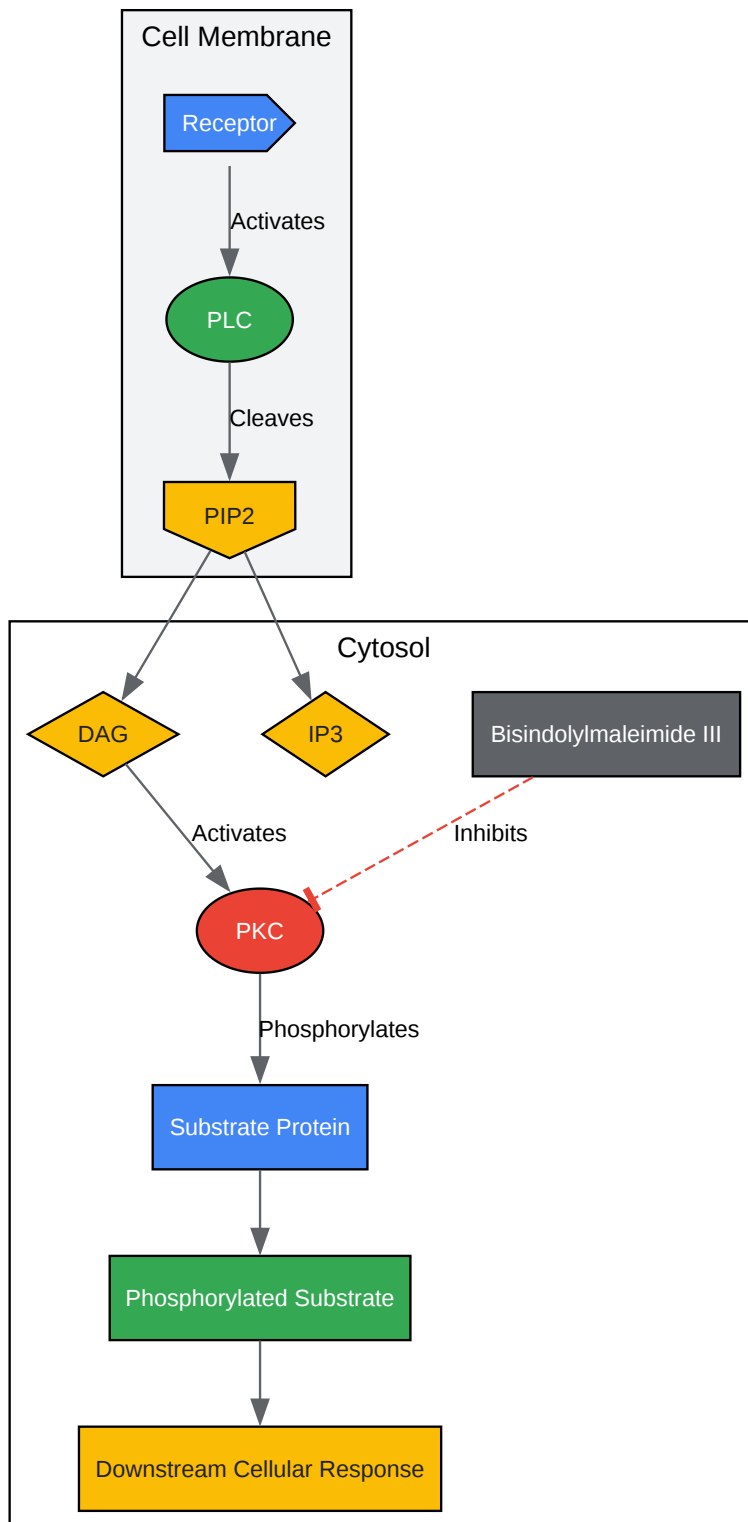 Cell Membrane
Receptor
Activates
PLC
Cleaves
PIP2
Cytosol
DAG
IP3
Bisindolylmaleimide III
Activates
Inhibits
PKC
Phosphorylates
Substrate Protein
Phosphorylated Substrate
Downstream Cellular Response